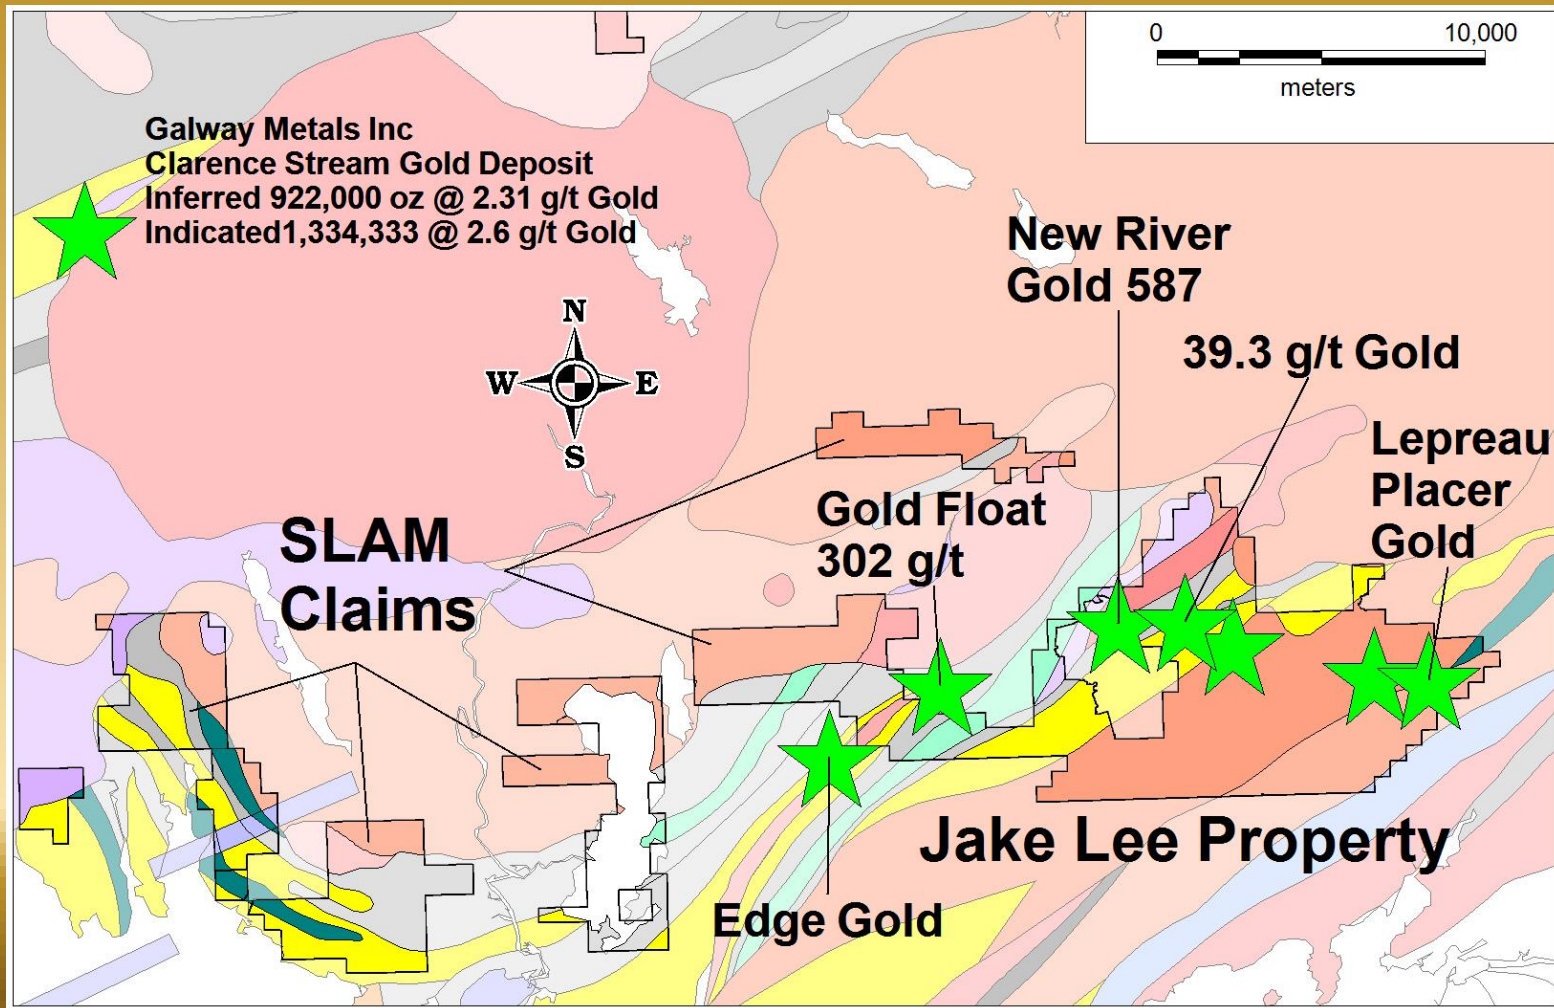 0 10,000
meters
Galway Metals Inc
Clarence Stream Gold Deposit
Inferred 922,000 oz @ 2.31 g/t Gold
Indicated1,334,333 @ 2.6 g/t Gold
New River
Gold 587
N
W E
S
39.3 g/t Gold
Lepreau
Placer
Gold
Gold Float
302 g/t
SLAM
Claims
Jake Lee Property
Edge Gold